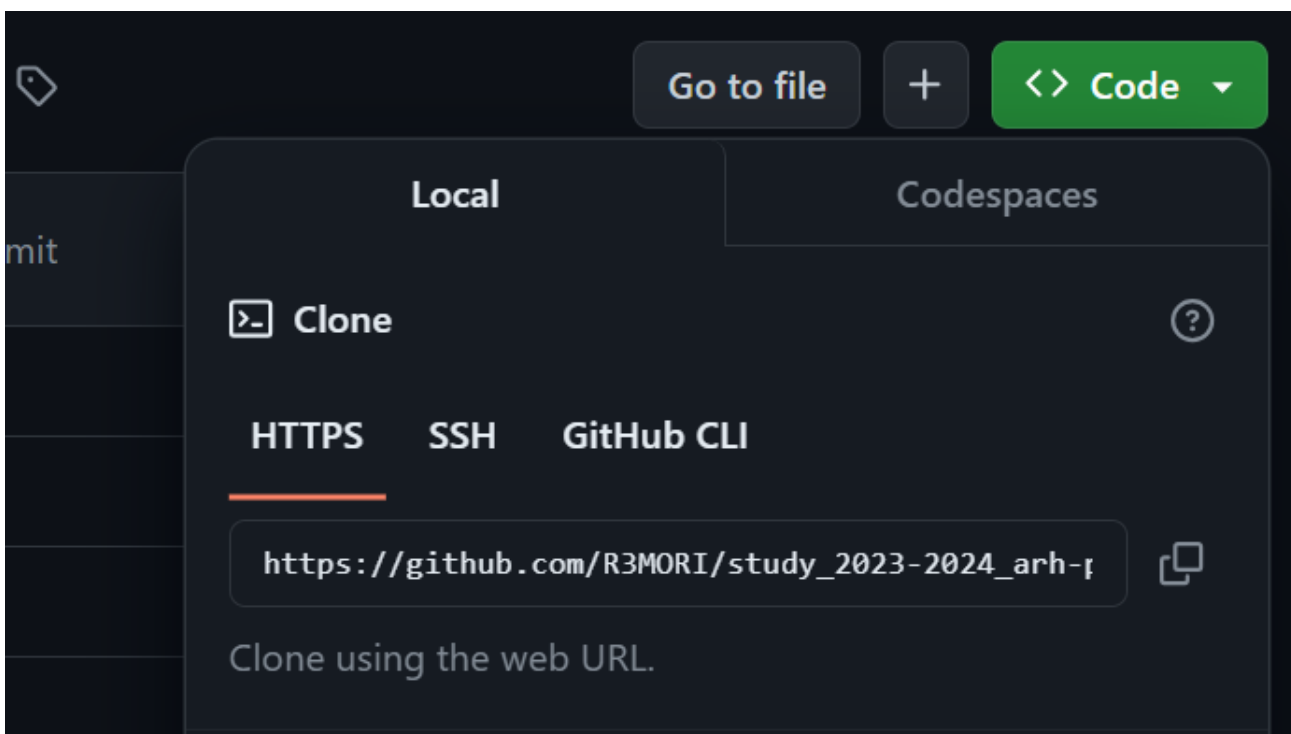 Go to file + <> Code
Local Codespaces
mit
>_ Clone ?
HTTPS SSH GitHub CLI
https://github.com/R3MORI/study_2023-2024_arh-
Clone using the web URL.